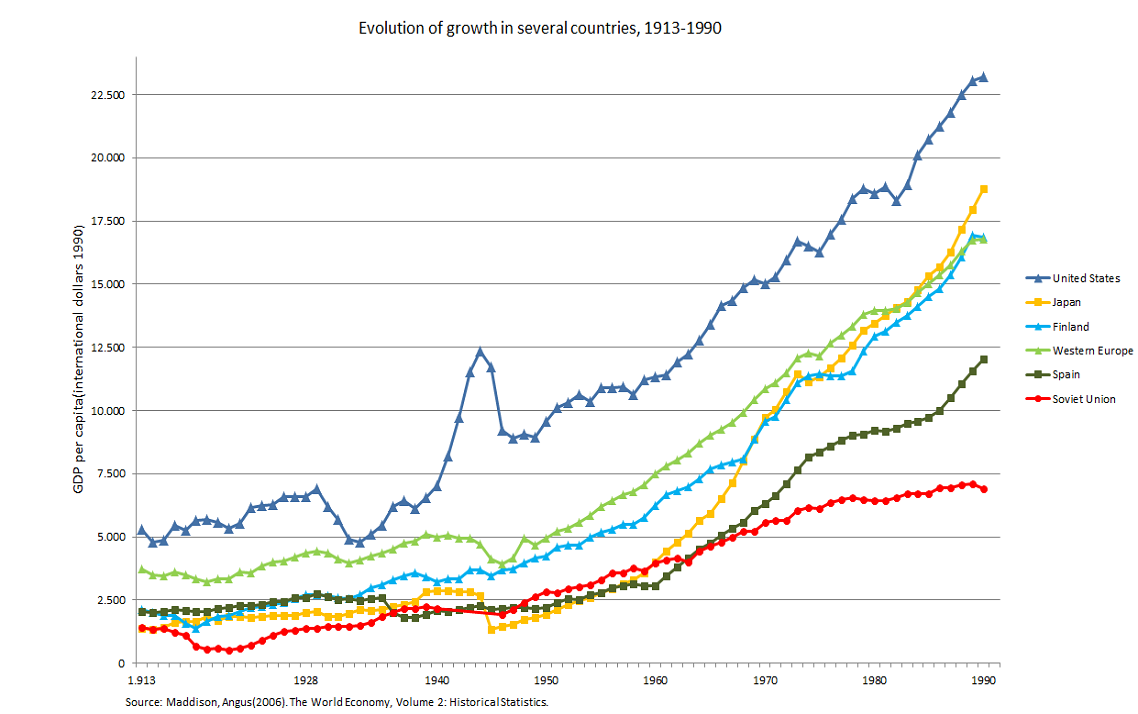 Evolution of growth in several countries, 1913-1990
GDP per capita(international dollars 1990)
22.500
20.000
17.500
15.000
12.500
10.000
7.500
5.000
2.500
0
1.913
1928
1940
1950
1960
1970
1980
1990
United States
Japan
Finland
Western Europe
Spain
Soviet Union
Source: Maddison, Angus(2006). The World Economy, Volume 2: Historical Statistics.